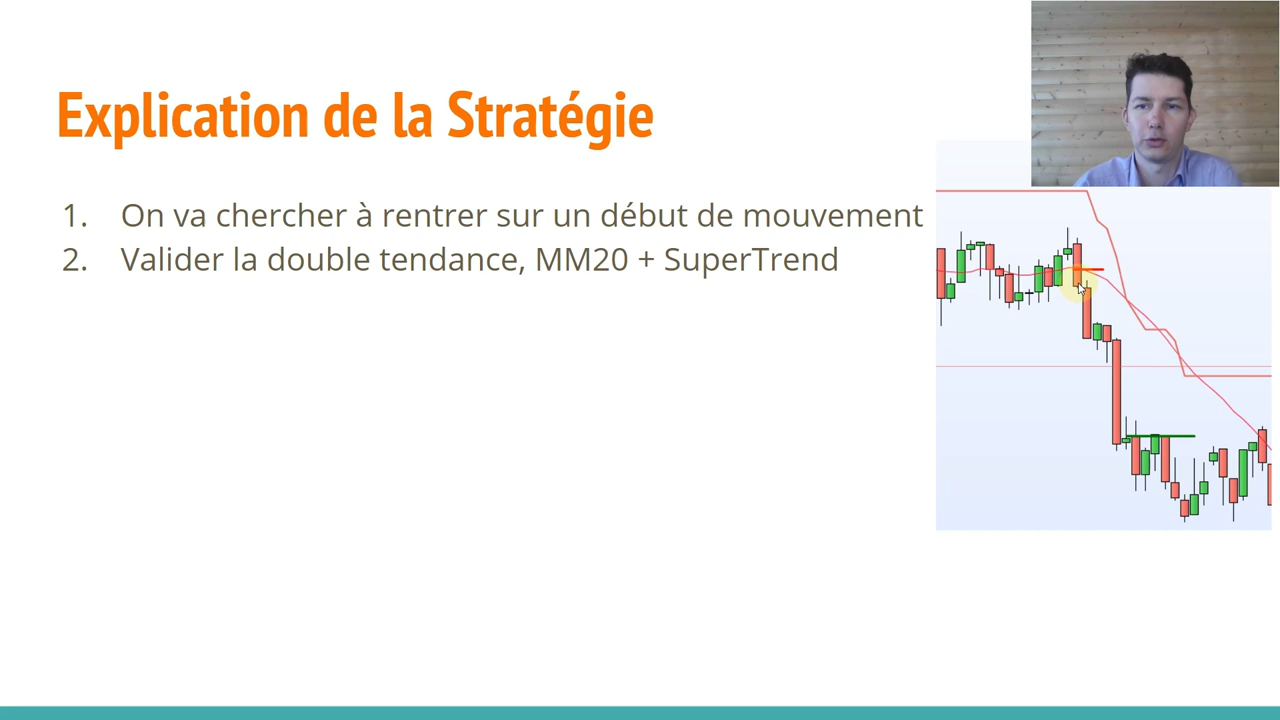 Explication de la Stratégie
1. On va chercher à rentrer sur un début de mouvement
2. Valider la double tendance, MM20 + SuperTrend